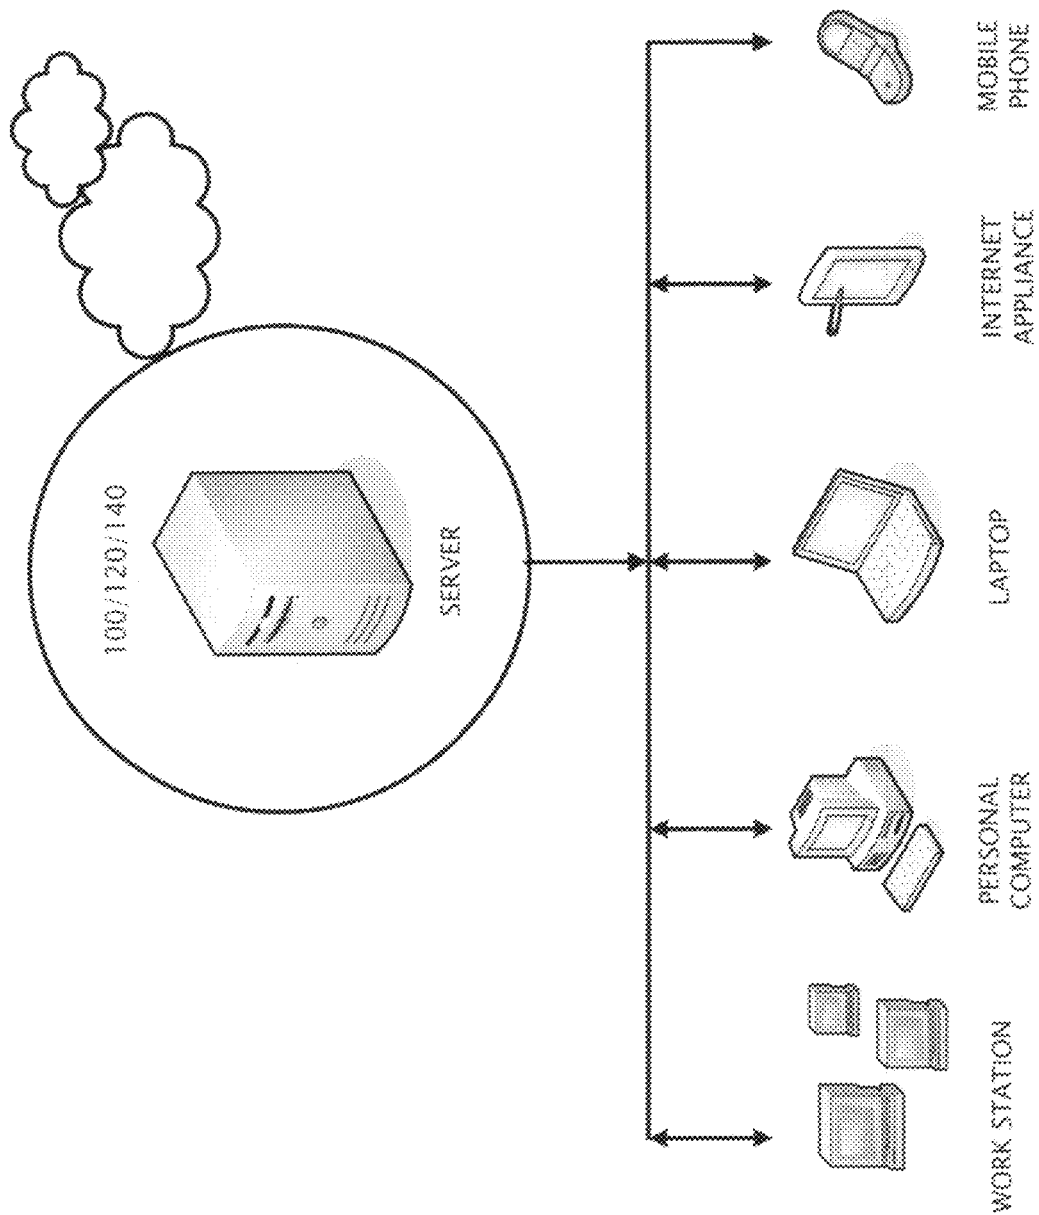 100/120/140
SERVER
WORK STATION
PERSONAL
COMPUTER
LAPTOP
INTERNET
APPLIANCE
MOBILE
PHONE